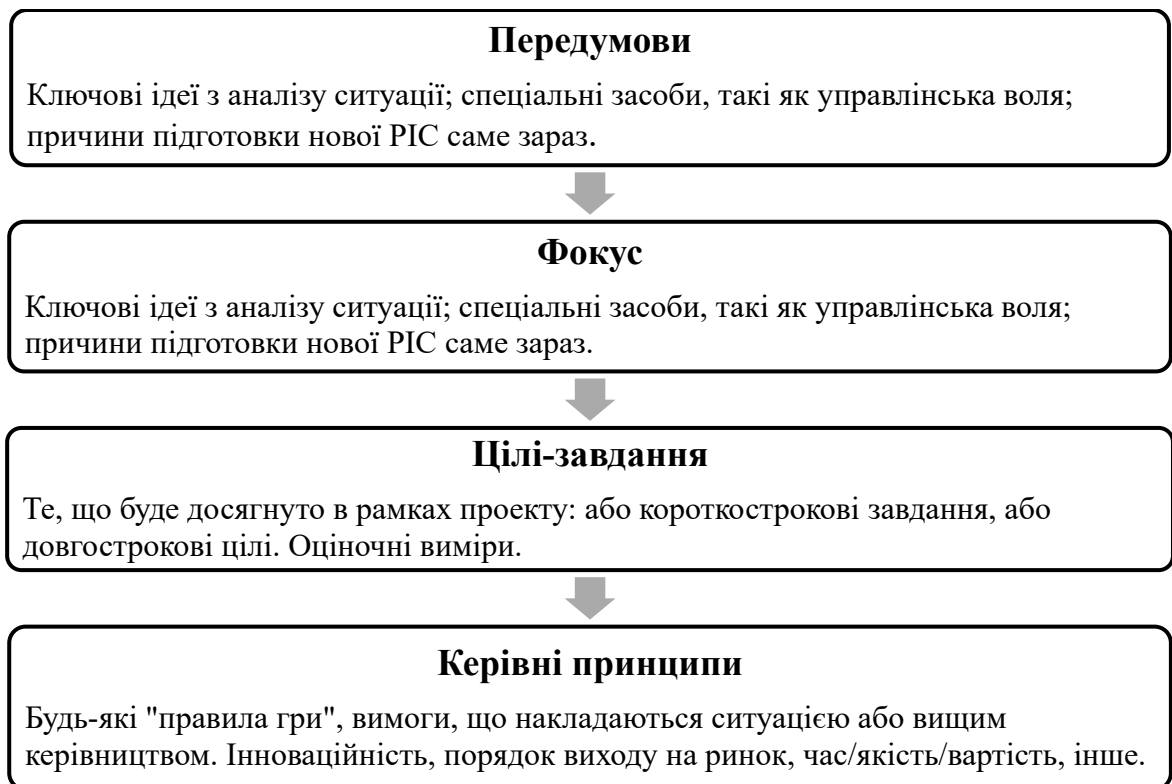 Передумови
Ключові ідеї з аналізу ситуації; спеціальні засоби, такі як управлінська воля;
причини підготовки нової РІС саме зараз.
Фокус
Ключові ідеї з аналізу ситуації; спеціальні засоби, такі як управлінська воля;
причини підготовки нової РІС саме зараз.
Цілі-завдання
Те, що буде досягнуто в рамках проекту: або короткострокові завдання, або
довгострокові цілі. Оціночні виміри.
Керівні принципи
Будь-які "правила гри", вимоги, що накладаються ситуацією або вищим
керівництвом. Інноваційність, порядок виходу на ринок, час/якість/вартість, інше.